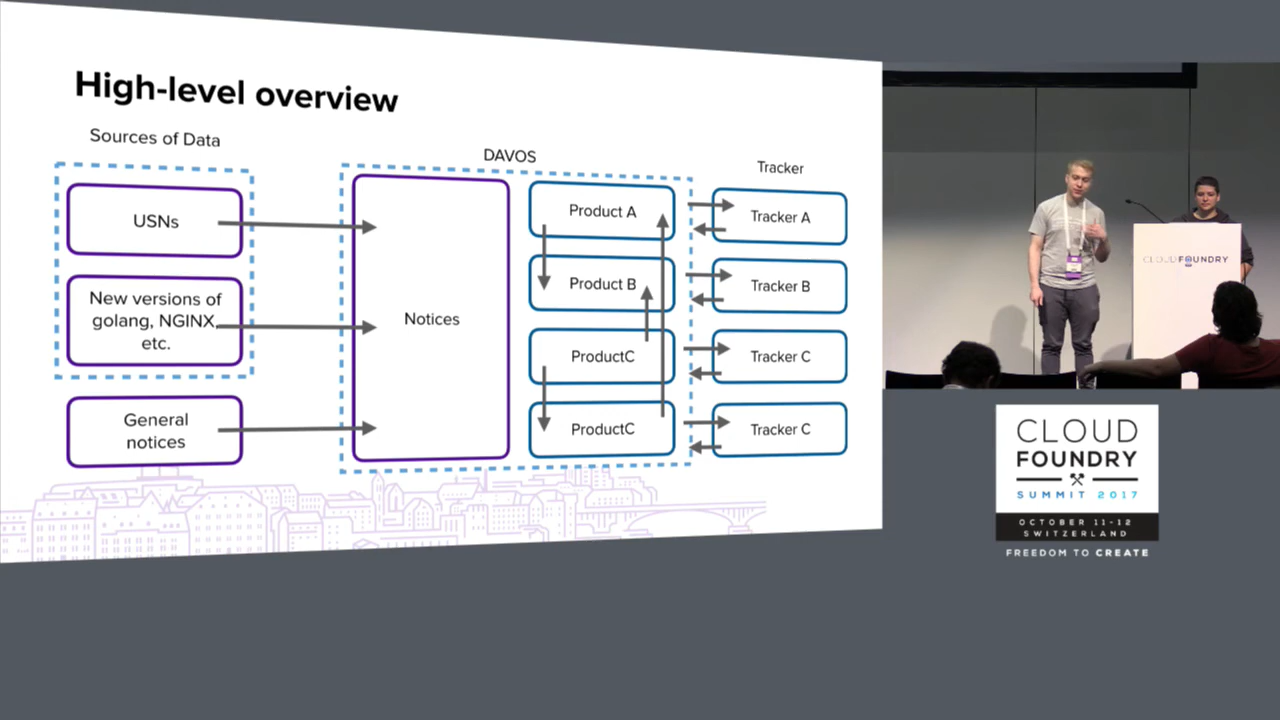 High-level overview
Sources of Data
DAVOS
Tracker
USNs
New versions of
golang, NGINX,
etc.
General
notices
Notices
Product A
Product B
ProductC
ProductC
Tracker A
Tracker B
Tracker C
Tracker C
CLOUD FOUNDRY
CLOUD
FOUNDRY
SUMMIT 2017
OCTOBER 11-12
SWITZERLAND
FREEDOM TO CREATE